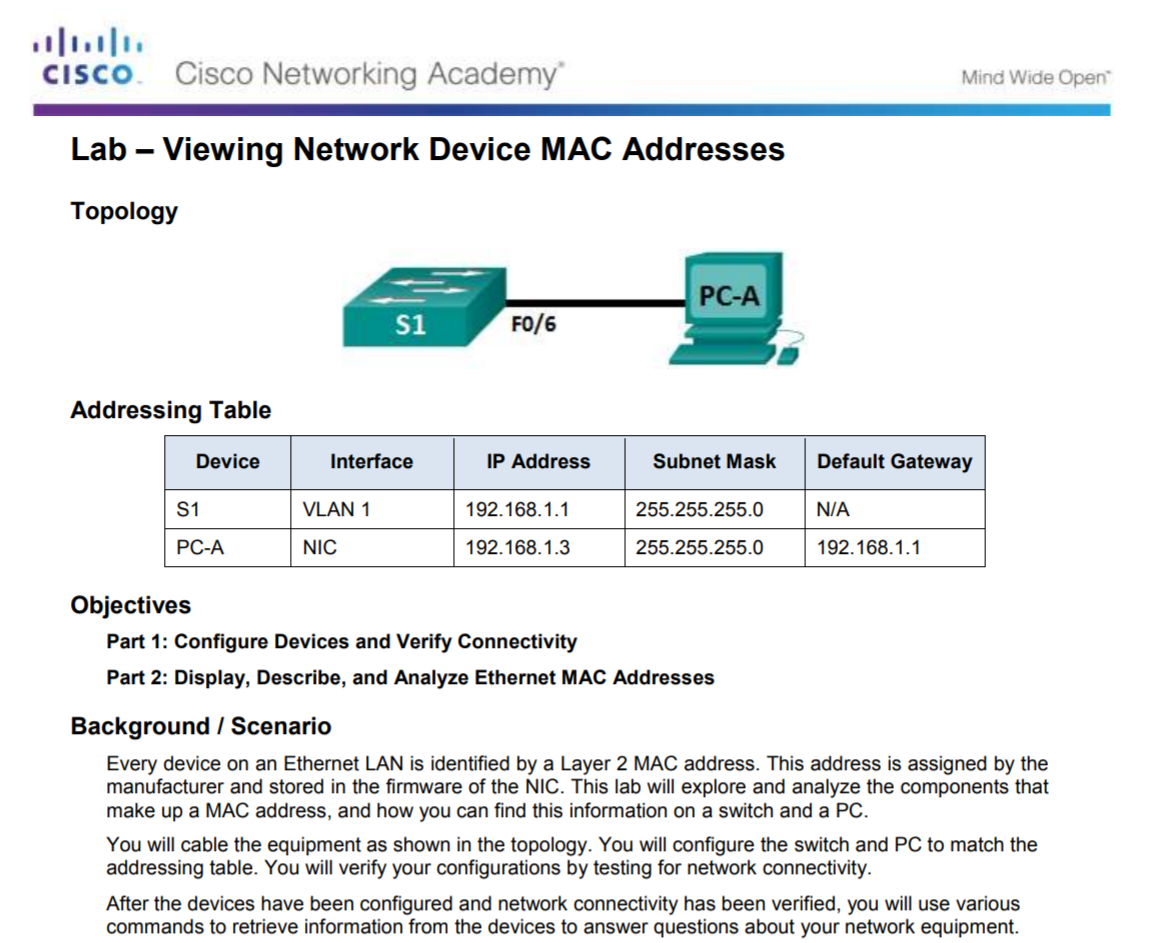 CISCO. Cisco Networking Academy® Mind Wide Open™
Lab – Viewing Network Device MAC Addresses
Topology
S1 F0/6 PC-A
Addressing Table
Device Interface IP Address Subnet Mask Default Gateway
S1 VLAN 1 192.168.1.1 255.255.255.0 N/A
PC-A NIC 192.168.1.3 255.255.255.0 192.168.1.1
Objectives
Part 1: Configure Devices and Verify Connectivity
Part 2: Display, Describe, and Analyze Ethernet MAC Addresses
Background / Scenario
Every device on an Ethernet LAN is identified by a Layer 2 MAC address. This address is assigned by the
manufacturer and stored in the firmware of the NIC. This lab will explore and analyze the components that
make up a MAC address, and how you can find this information on a switch and a PC.
You will cable the equipment as shown in the topology. You will configure the switch and PC to match the
addressing table. You will verify your configurations by testing for network connectivity.
After the devices have been configured and network connectivity has been verified, you will use various
commands to retrieve information from the devices to answer questions about your network equipment.